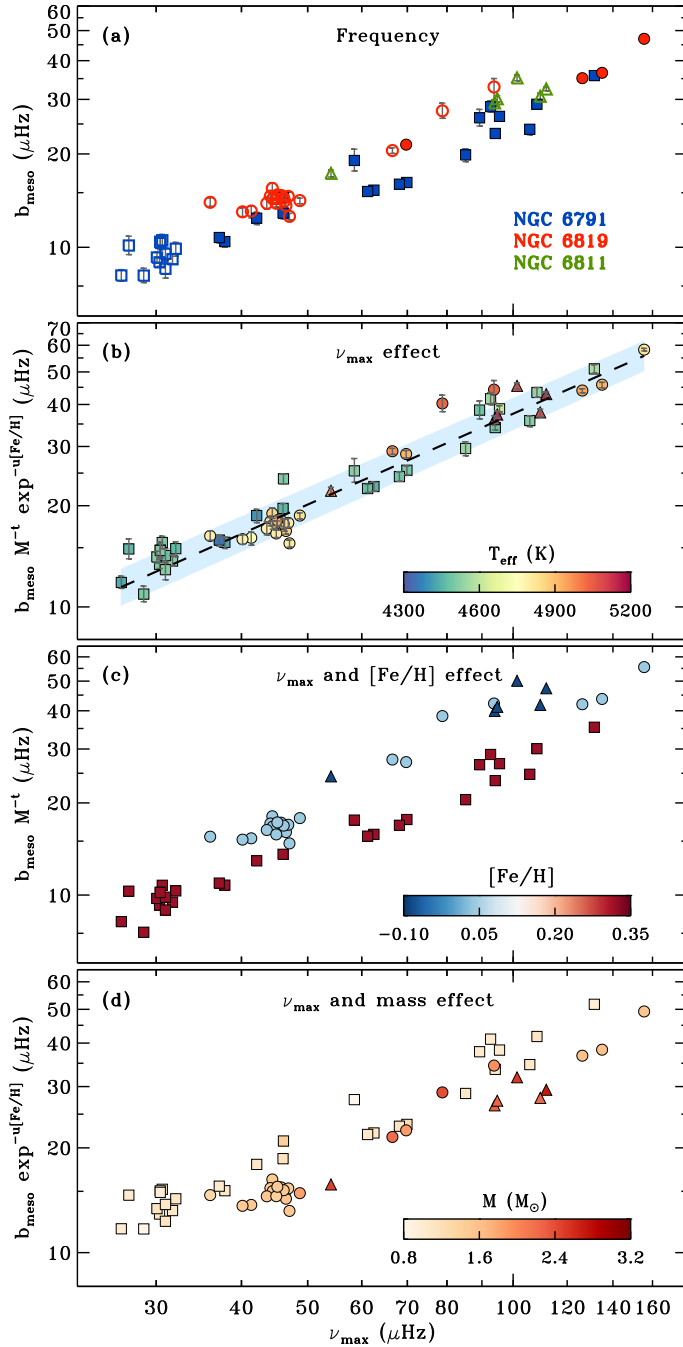 (a) Frequency
50
40
30
20
10
b_meso (μHz)
NGC 6791
NGC 6819
NGC 6811
(b) ν_max effect
70
60
50
40
30
20
10
b_meso M^-t exp^-u[Fe/H] (μHz)
T_eff (K)
4300 4600 4900 5200
(c) ν_max and [Fe/H] effect
60
50
40
30
20
10
b_meso M^-t (μHz)
[Fe/H]
−0.10 0.05 0.20 0.35
(d) ν_max and mass effect
60
50
40
30
20
10
b_meso exp^-u[Fe/H] (μHz)
M (M_⊙)
0.8 1.6 2.4 3.2
30 40 50 60 70 80 100 120 140 160
ν_max (μHz)